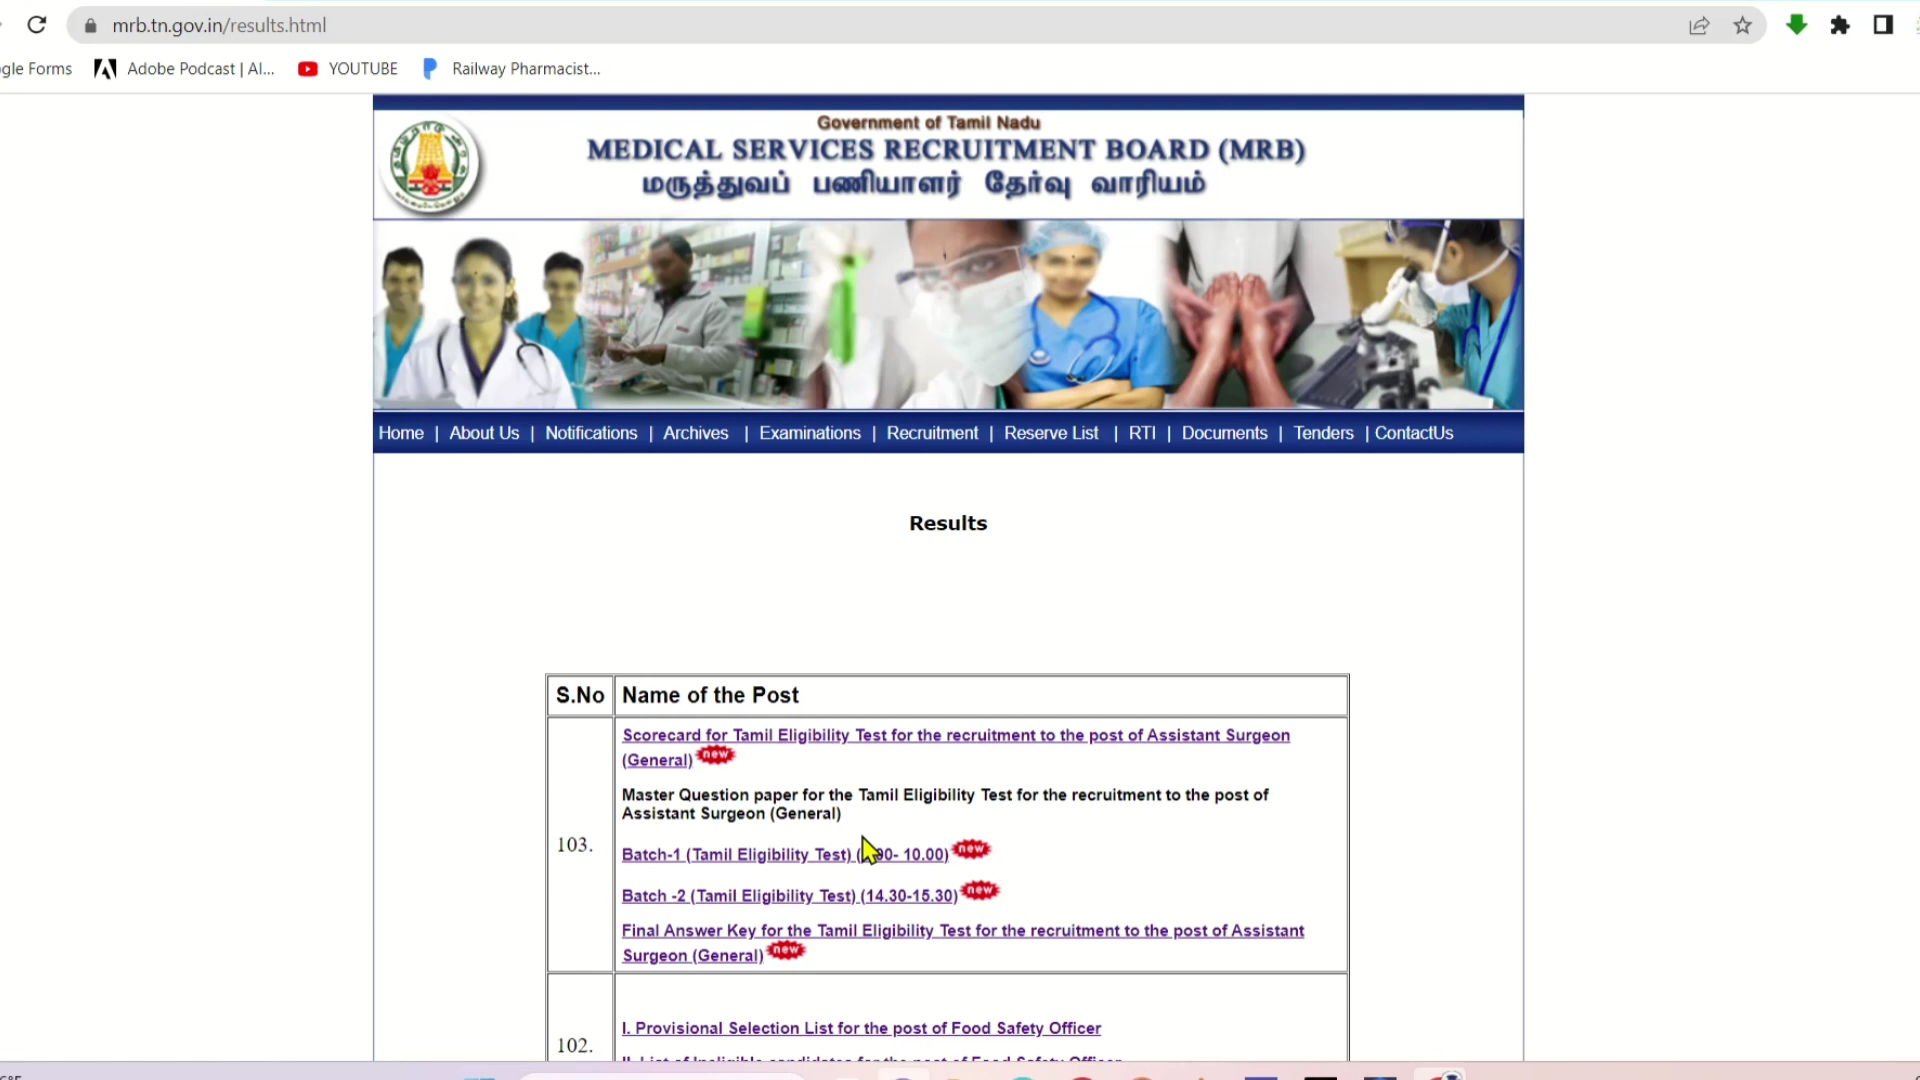 mrb.tn.gov.in/results.html
gle Forms
Adobe Podcast | AI...
YOUTUBE
Railway Pharmacist...
Government of Tamil Nadu
MEDICAL SERVICES RECRUITMENT BOARD (MRB)
மருத்துவப் பணியாளர் தேர்வு வாரியம்
Home | About Us | Notifications | Archives | Examinations | Recruitment | Reserve List | RTI | Documents | Tenders | ContactUs
Results
S.No Name of the Post
103.
Scorecard for Tamil Eligibility Test for the recruitment to the post of Assistant Surgeon
(General) new
Master Question paper for the Tamil Eligibility Test for the recruitment to the post of
Assistant Surgeon (General)
Batch-1 (Tamil Eligibility Test) 10.00) new
Batch -2 (Tamil Eligibility Test) (14.30-15.30) new
Final Answer Key for the Tamil Eligibility Test for the recruitment to the post of Assistant
Surgeon (General) new
102.
I. Provisional Selection List for the post of Food Safety Officer
II. List of Ineligible candidates for the post of Food Safety Officer